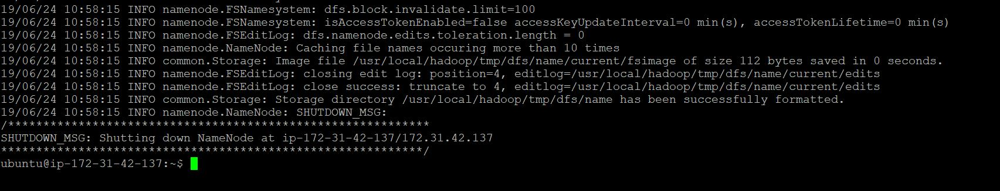 19/06/24 10:58:15 INFO namenode.FSNamesystem: dfs.block.invalidate.limit=100
19/06/24 10:58:15 INFO namenode.FSNamesystem: isAccessTokenEnabled=false accessKeyUpdateInterval=0 min(s), accessTokenLifetime=0 min(s)
19/06/24 10:58:15 INFO namenode.FSEditLog: dfs.namenode.edits.toleration.length = 0
19/06/24 10:58:15 INFO namenode.NameNode: Caching file names occuring more than 10 times
19/06/24 10:58:15 INFO common.Storage: Image file /usr/local/hadoop/tmp/dfs/name/current/fsimage of size 112 bytes saved in 0 seconds.
19/06/24 10:58:15 INFO namenode.FSEditLog: closing edit log: position=4, editlog=/usr/local/hadoop/tmp/dfs/name/current/edits
19/06/24 10:58:15 INFO namenode.FSEditLog: close success: truncate to 4, editlog=/usr/local/hadoop/tmp/dfs/name/current/edits
19/06/24 10:58:15 INFO common.Storage: Storage directory /usr/local/hadoop/tmp/dfs/name has been successfully formatted.
19/06/24 10:58:15 INFO namenode.NameNode: SHUTDOWN_MSG:
/************************************************************
SHUTDOWN_MSG: Shutting down NameNode at ip-172-31-42-137/172.31.42.137
************************************************************/
ubuntu@ip-172-31-42-137:~$